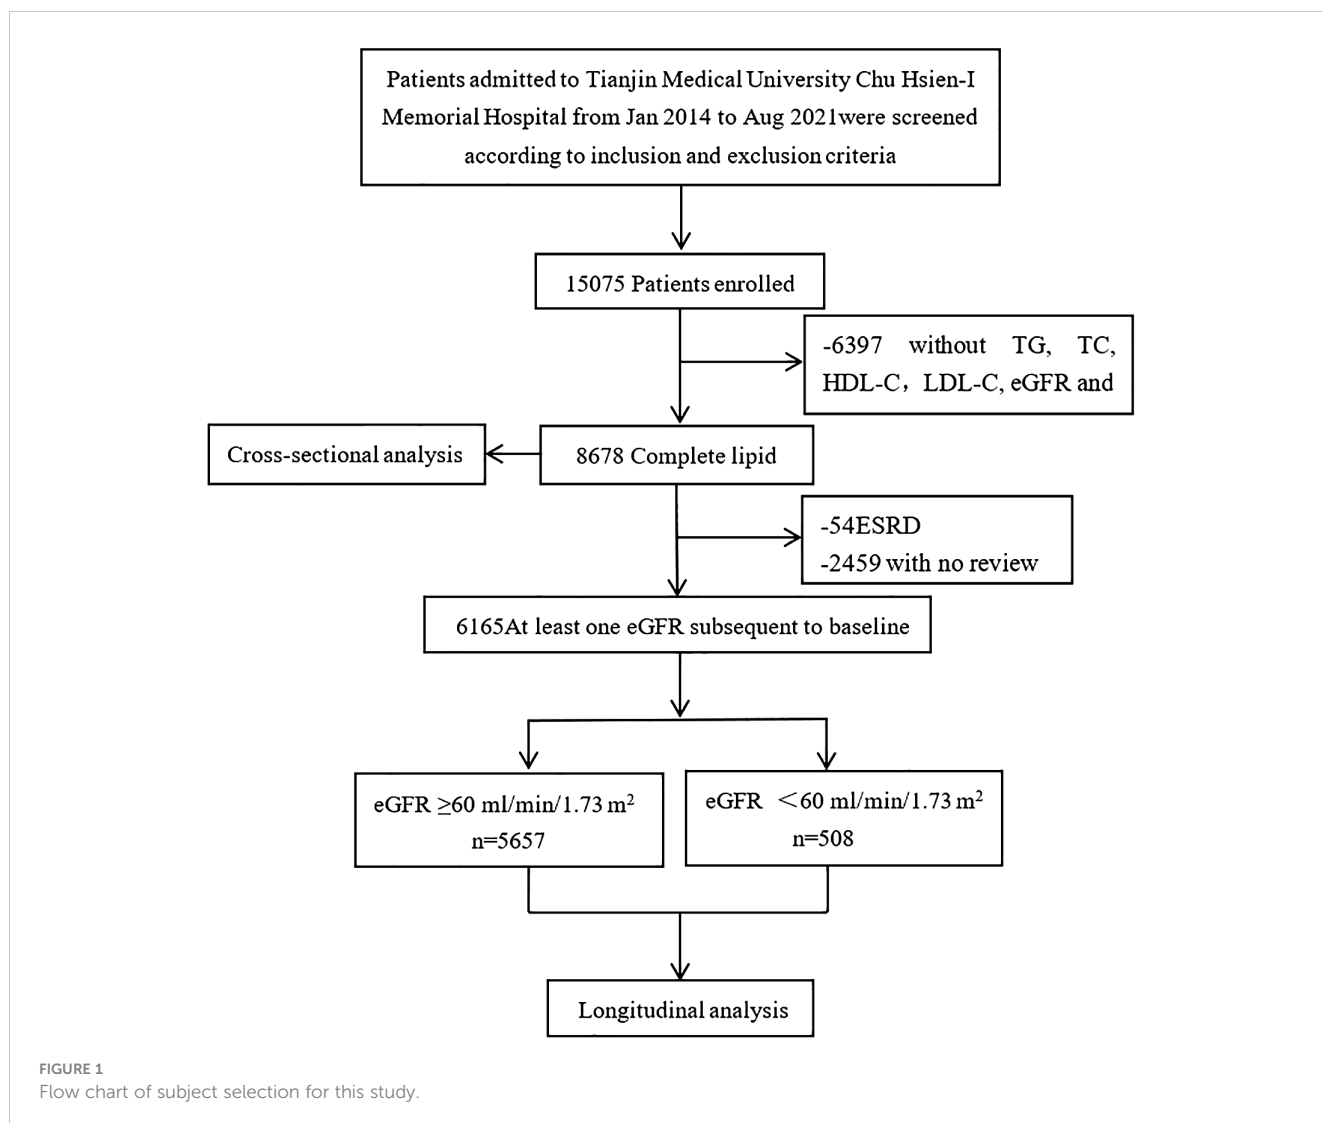 Patients admitted to Tianjin Medical University Chu Hsien-I
Memorial Hospital from Jan 2014 to Aug 2021were screened
according to inclusion and exclusion criteria
15075 Patients enrolled
-6397 without TG, TC,
HDL-C，LDL-C, eGFR and
Cross-sectional analysis
8678 Complete lipid
-54ESRD
-2459 with no review
6165At least one eGFR subsequent to baseline
eGFR ≥60 ml/min/1.73 m²
n=5657
eGFR ＜60 ml/min/1.73 m²
n=508
Longitudinal analysis
FIGURE 1
Flow chart of subject selection for this study.